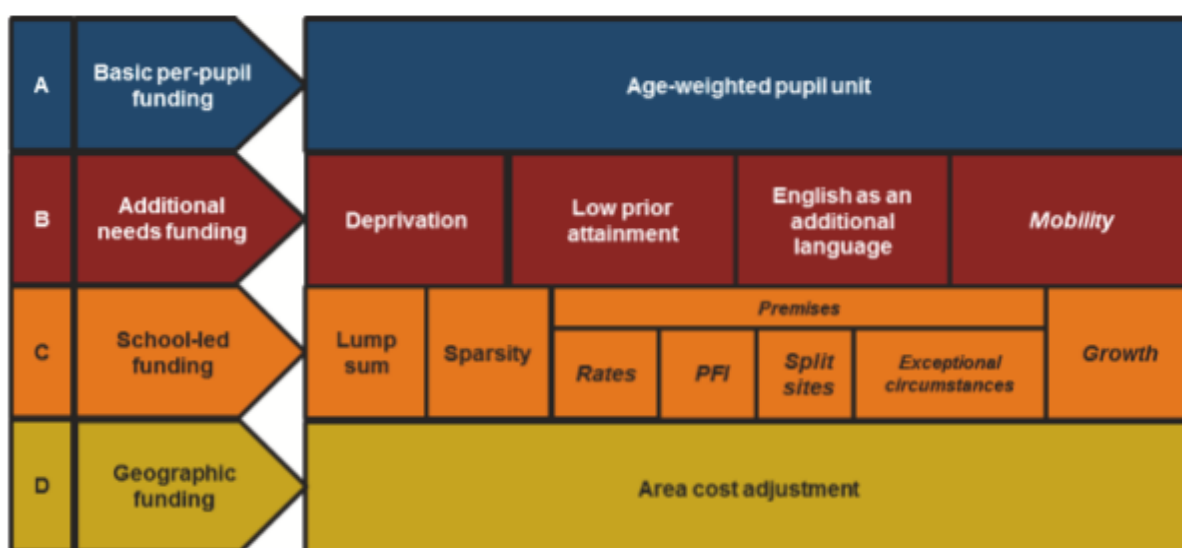 A
Basic per-pupil
funding
Age-weighted pupil unit
B
Additional
needs funding
Deprivation
Low prior
attainment
English as an
additional
language
Mobility
C
School-led
funding
Lump
sum
Sparsity
Premises
Rates
PFI
Split
sites
Exceptional
circumstances
Growth
D
Geographic
funding
Area cost adjustment